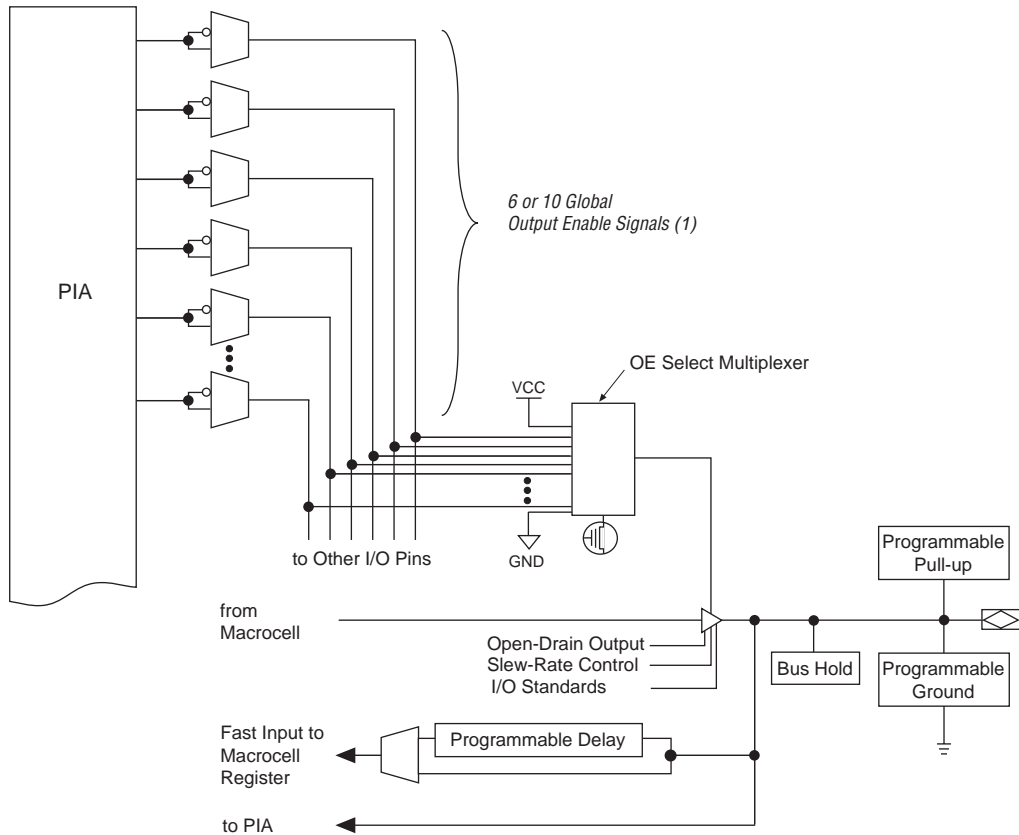 PIA
6 or 10 Global
Output Enable Signals (1)
OE Select Multiplexer
VCC
GND
to Other I/O Pins
from
Macrocell
Open-Drain Output
Slew-Rate Control
I/O Standards
Programmable
Pull-up
Bus Hold
Programmable
Ground
Fast Input to
Macrocell
Register
Programmable Delay
to PIA